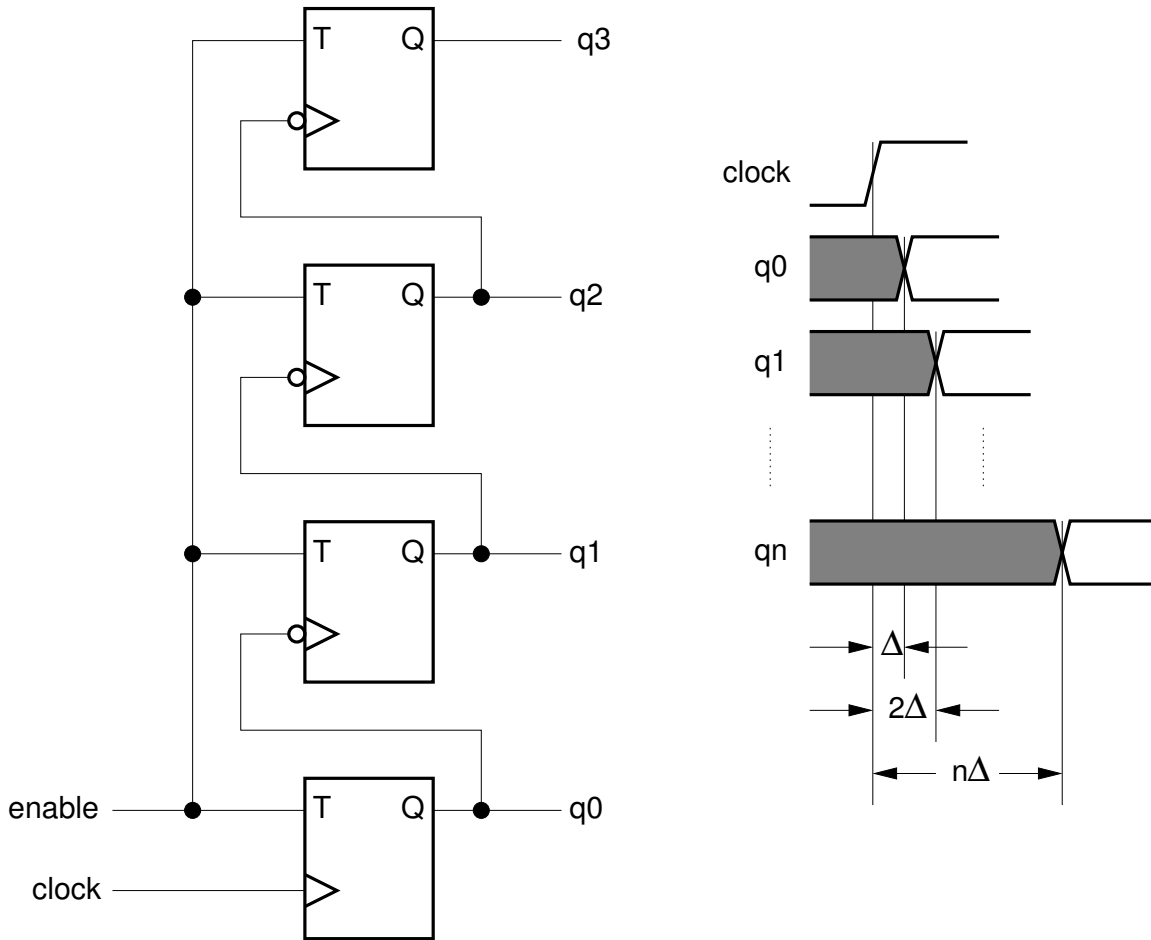 T Q q3
T Q q2
T Q q1
enable T Q q0
clock
clock
q0
q1
qn
Δ
2Δ
nΔ